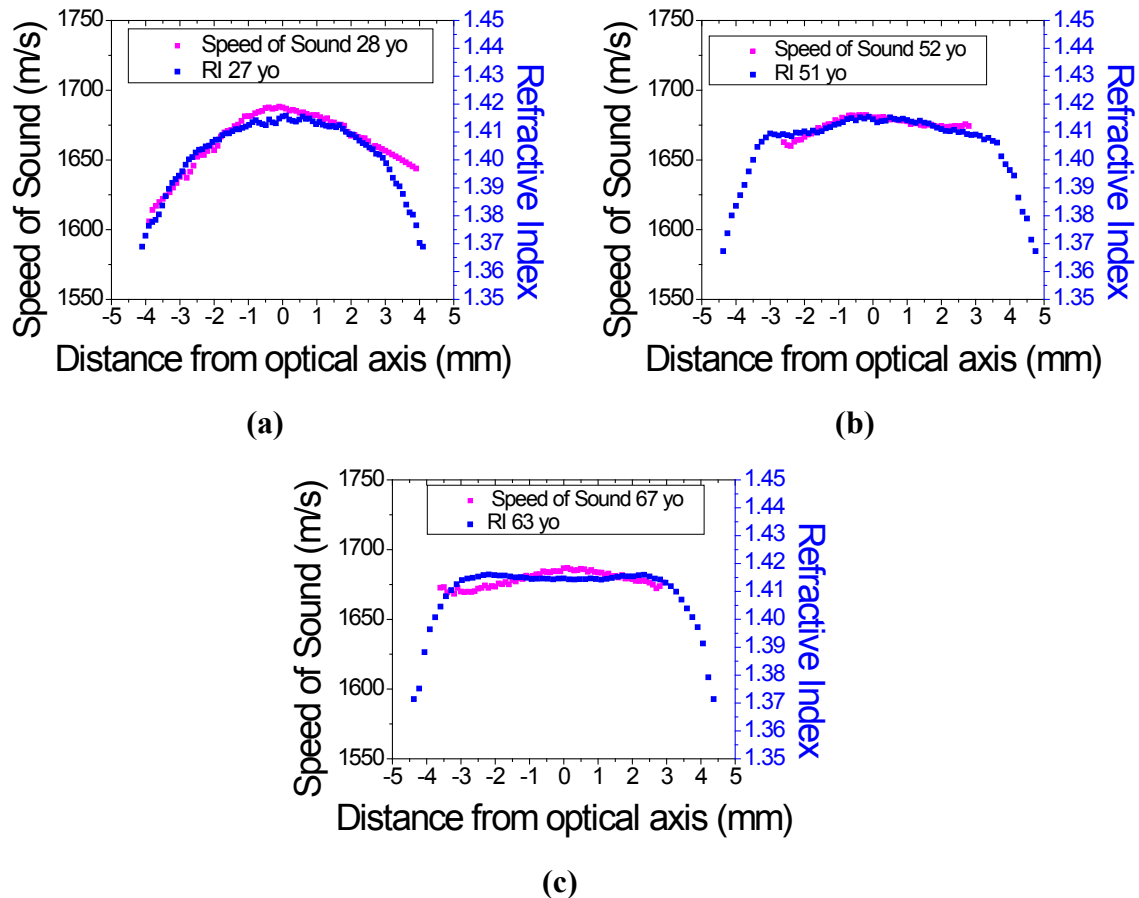 Speed of Sound (m/s)
1750
1700
1650
1600
1550
Speed of Sound 28 yo
RI 27 yo
1.45
1.44
1.43
1.42
1.41
1.40
1.39
1.38
1.37
1.36
1.35
Refractive Index
-5 -4 -3 -2 -1 0 1 2 3 4 5
Distance from optical axis (mm)
(a)
Speed of Sound (m/s)
1750
1700
1650
1600
1550
Speed of Sound 52 yo
RI 51 yo
1.45
1.44
1.43
1.42
1.41
1.40
1.39
1.38
1.37
1.36
1.35
Refractive Index
-5 -4 -3 -2 -1 0 1 2 3 4 5
Distance from optical axis (mm)
(b)
Speed of Sound (m/s)
1750
1700
1650
1600
1550
Speed of Sound 67 yo
RI 63 yo
1.45
1.44
1.43
1.42
1.41
1.40
1.39
1.38
1.37
1.36
1.35
Refractive Index
-5 -4 -3 -2 -1 0 1 2 3 4 5
Distance from optical axis (mm)
(c)